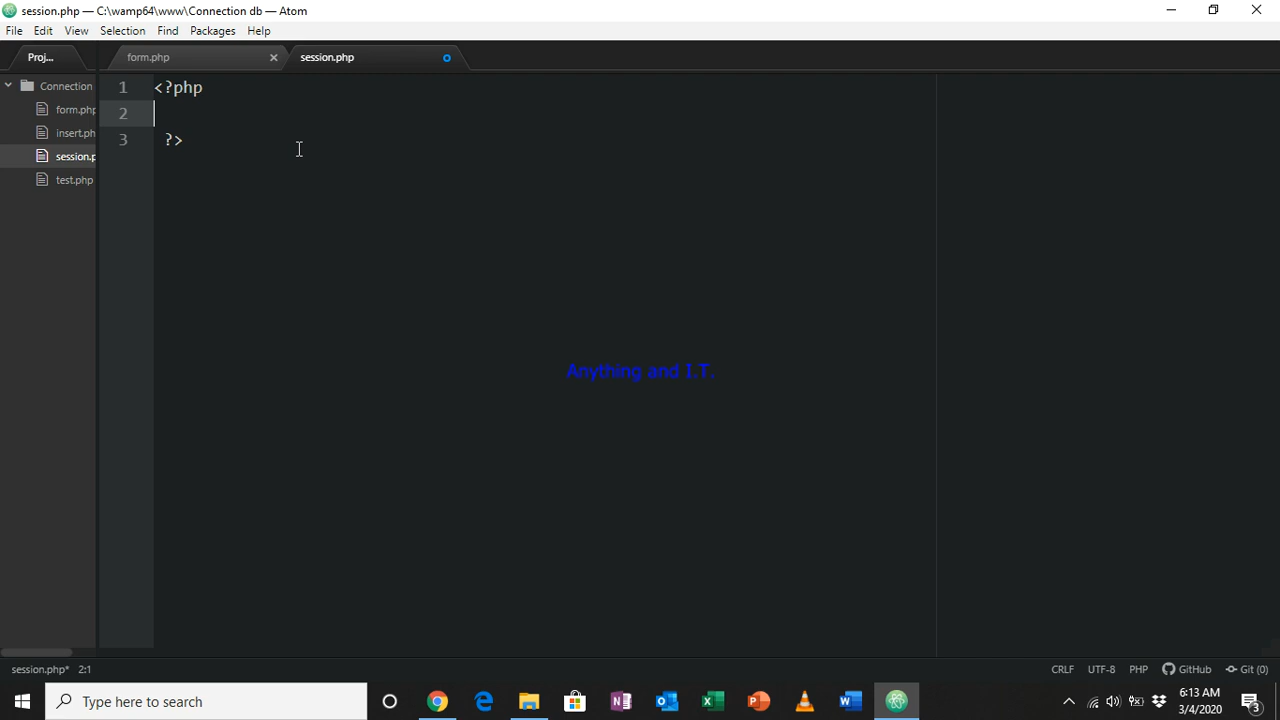 session.php — C:\wamp64\www\Connection db — Atom
File Edit View Selection Find Packages Help
Proj... form.php session.php
Connection
form.php
insert.ph
session.p
test.php
1 <?php
2
3 ?>
Anything and I.T.
session.php* 2:1 CRLF UTF-8 PHP GitHub Git (0)
Type here to search
6:13 AM
3/4/2020
3